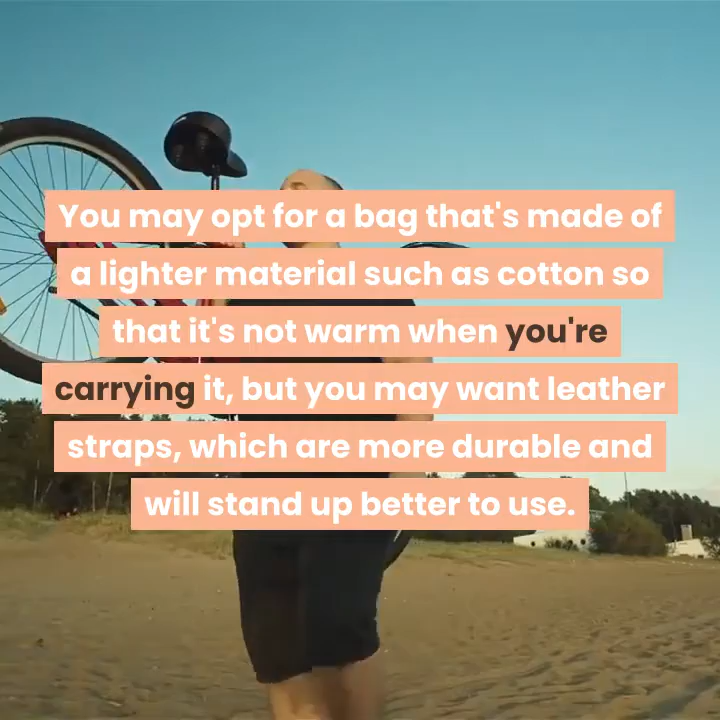 You may opt for a bag that's made of
a lighter material such as cotton so
that it's not warm when you're
carrying it, but you may want leather
straps, which are more durable and
will stand up better to use.